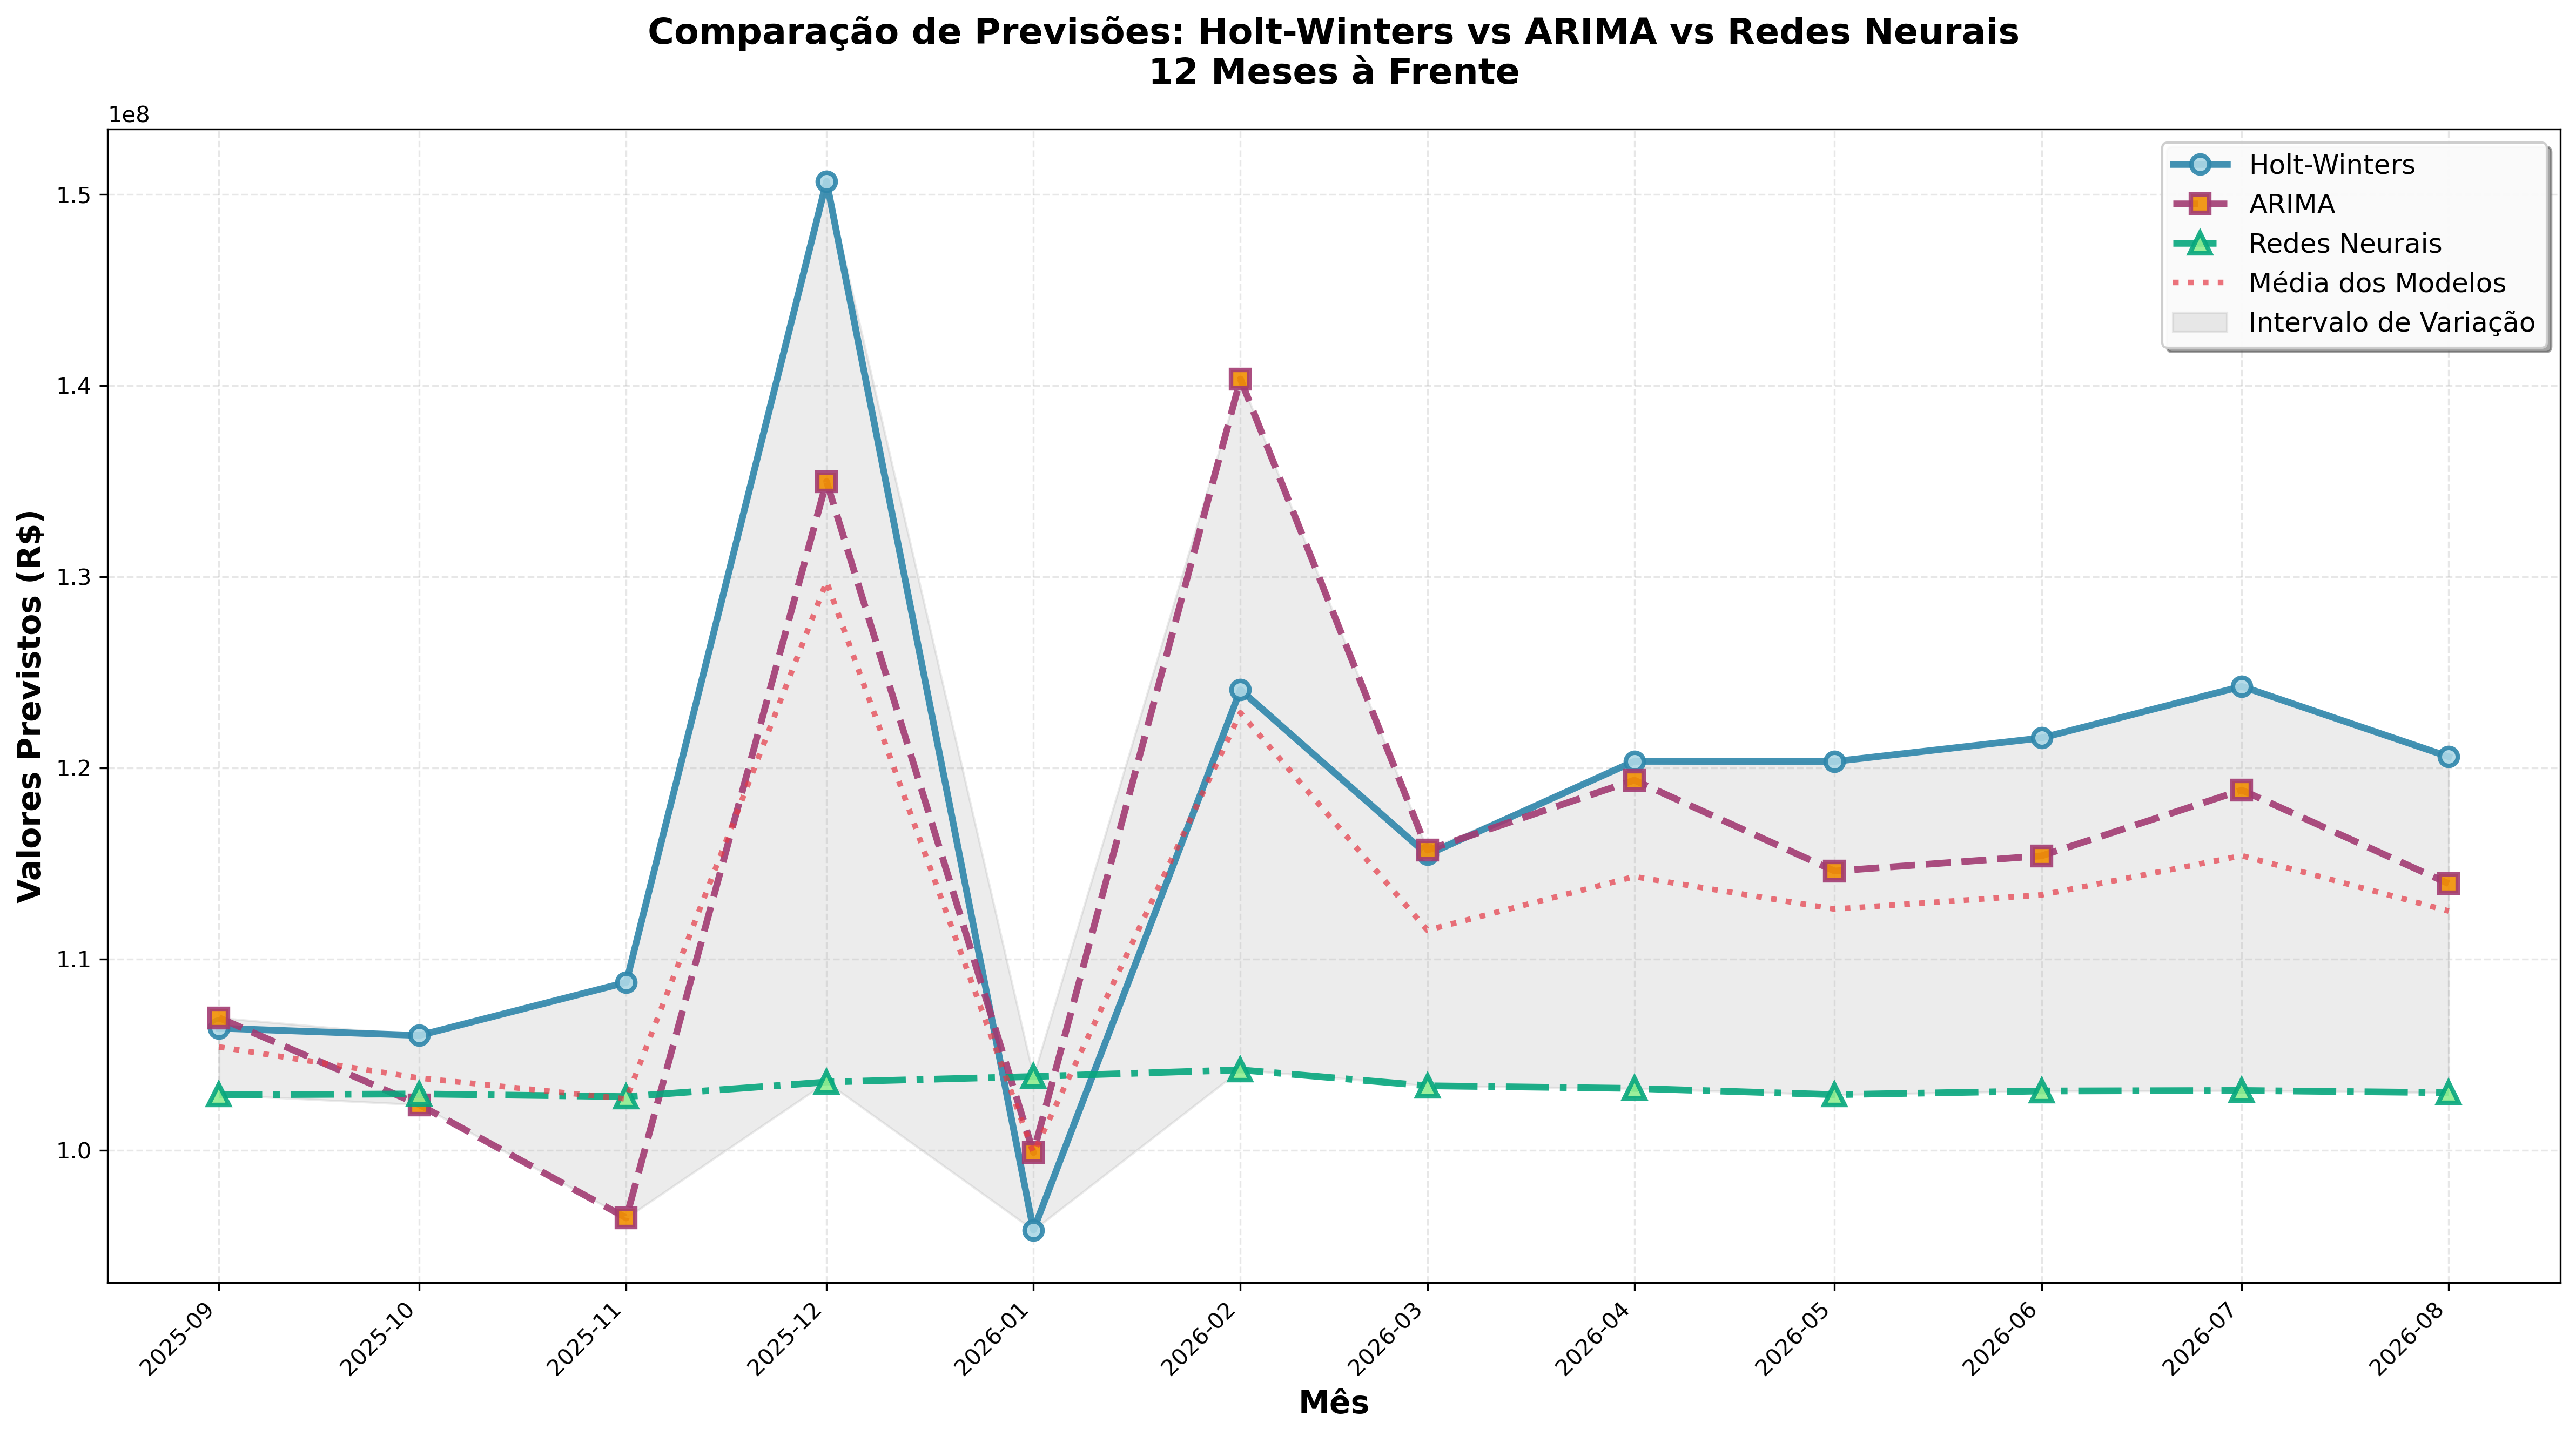 Comparação de Previsões: Holt-Winters vs ARIMA vs Redes Neurais
12 Meses à Frente
1e8
Holt-Winters
ARIMA
Redes Neurais
Média dos Modelos
Intervalo de Variação
Valores Previstos (R$)
1.5
1.4
1.3
1.2
1.1
1.0
2025-09
2025-10
2025-11
2025-12
2026-01
2026-02
2026-03
2026-04
2026-05
2026-06
2026-07
2026-08
Mês